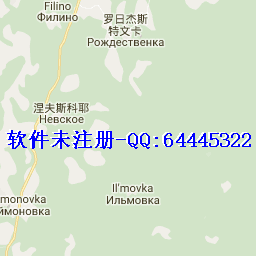 Filino
Филино
罗日杰斯
特文卡
Рождественка
涅夫斯科耶
Невское
软件未注册-QQ:64445322
Il'movka
Ильмовка
monovka
ймоновка